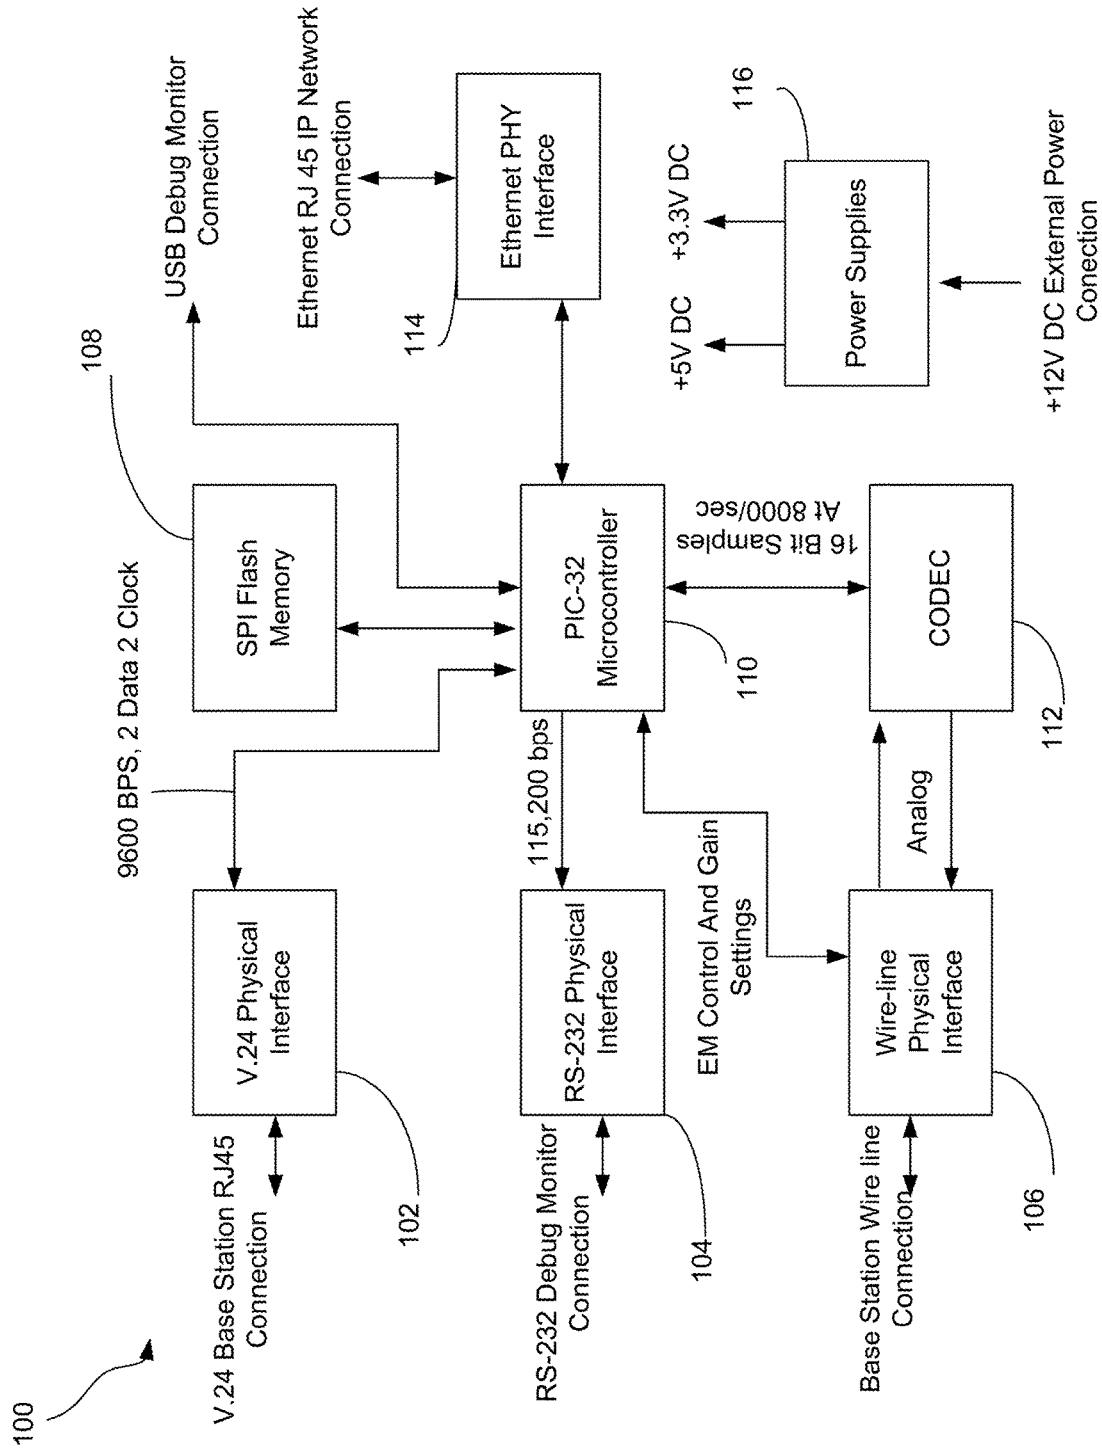 100
V.24 Base Station RJ45
Connection
V.24 Physical
Interface
102
9600 BPS, 2 Data 2 Clock
SPI Flash
Memory
108
USB Debug Monitor
Connection
Ethernet RJ 45 IP Network
Connection
RS-232 Debug Monitor
Connection
RS-232 Physical
Interface
104
115,200 bps
PIC-32
Microcontroller
110
Ethernet PHY
Interface
114
EM Control And Gain
Settings
16 Bit Samples
At 8000/sec
Base Station Wire line
Connection
Wire-line
Physical
Interface
106
Analog
CODEC
112
+5V DC
+3.3V DC
Power Supplies
116
+12V DC External Power
Conection